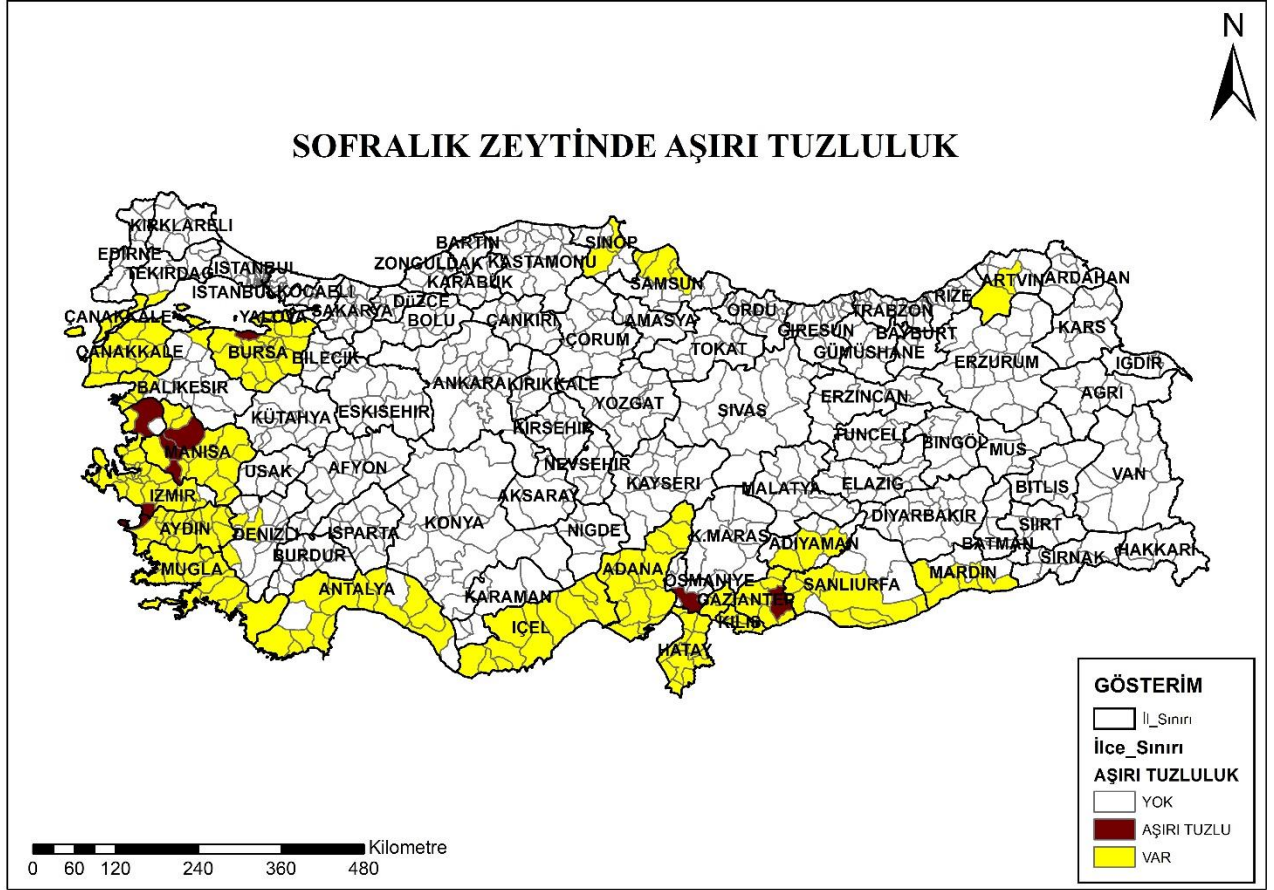 N
SOFRALIK ZEYTİNDE AŞIRI TUZLULUK
KIRKLARELİ
EDİRNE
TEKIRDAG
ISTANBUL
ISTANBUL
KOCAELI
YALOVA
SAKARYA
DüZCE
BOLU
ZONGULDAK
BARTIN
KARABUK
KASTAMONU
SINOP
SAMSUN
ÇANKIRI
ÇORUM
AMASYA
TOKAT
ORDU
GIRESUN
TRABZON
GÜMÜSHANE
BAYBURT
RIZE
ARTVIN
ARDAHAN
KARS
IGDIR
AGRI
ERZURUM
ERZINCAN
ÇANAKKALE
ÇANAKKALE
BURSA
BILECIK
BALIKESIR
KÜTAHYA
ESKISEHIR
ANKARA
KIRIKKALE
KIRSEHIR
YOZGAT
SIVAS
TUNCELI
BINGÖL
MUS
VAN
BITLIS
MANISA
USAK
AFYON
NEVSEHIR
AKSARAY
KAYSERI
MALATYA
ELAZIG
DIYARBAKIR
SIIRT
BATMAN
SIRNAK
HAKKARI
IZMIR
AYDIN
DENIZLI
ISPARTA
BURDUR
KONYA
NIGDE
K.MARAS
ADIYAMAN
SANLIURFA
MARDIN
MUGLA
ANTALYA
KARAMAN
IÇEL
ADANA
OSMANIYE
GAZIANTEP
KILIS
HATAY
GÖSTERİM
İl_Sınırı
İlce_Sınırı
AŞIRI TUZLULUK
YOK
AŞIRI TUZLU
VAR
Kilometre
0 60 120 240 360 480